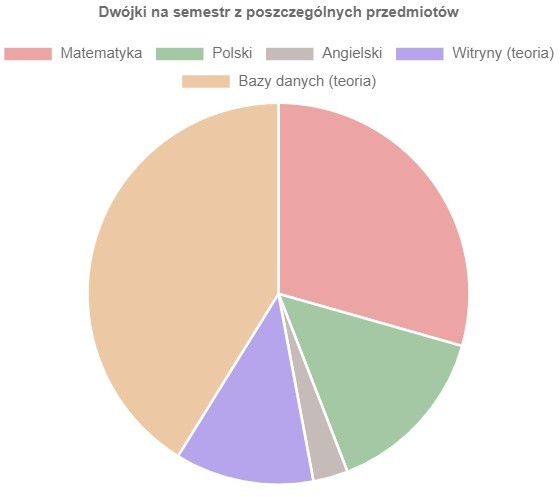 Dwójki na semestr z poszczególnych przedmiotów
Matematyka Polski Angielski Witryny (teoria)
Bazy danych (teoria)